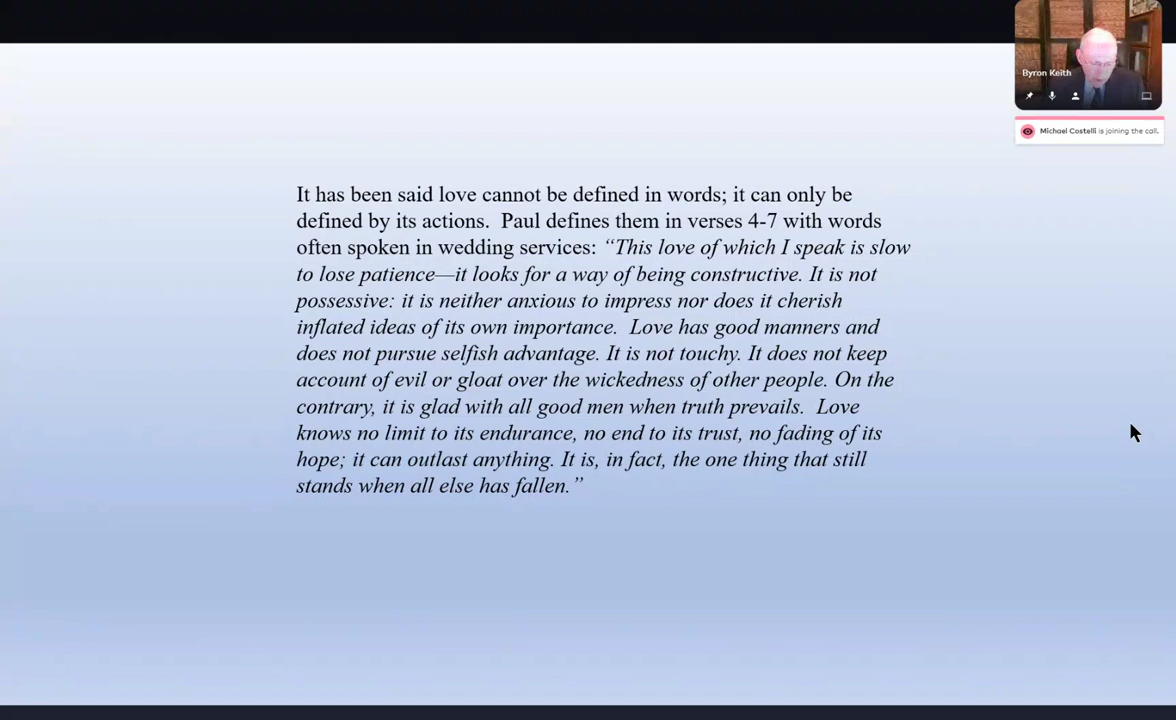 Byron Keith
Michael Costelli is joining the call.
It has been said love cannot be defined in words; it can only be
defined by its actions.  Paul defines them in verses 4-7 with words
often spoken in wedding services: “This love of which I speak is slow
to lose patience—it looks for a way of being constructive. It is not
possessive: it is neither anxious to impress nor does it cherish
inflated ideas of its own importance.  Love has good manners and
does not pursue selfish advantage. It is not touchy. It does not keep
account of evil or gloat over the wickedness of other people. On the
contrary, it is glad with all good men when truth prevails.  Love
knows no limit to its endurance, no end to its trust, no fading of its
hope; it can outlast anything. It is, in fact, the one thing that still
stands when all else has fallen.”